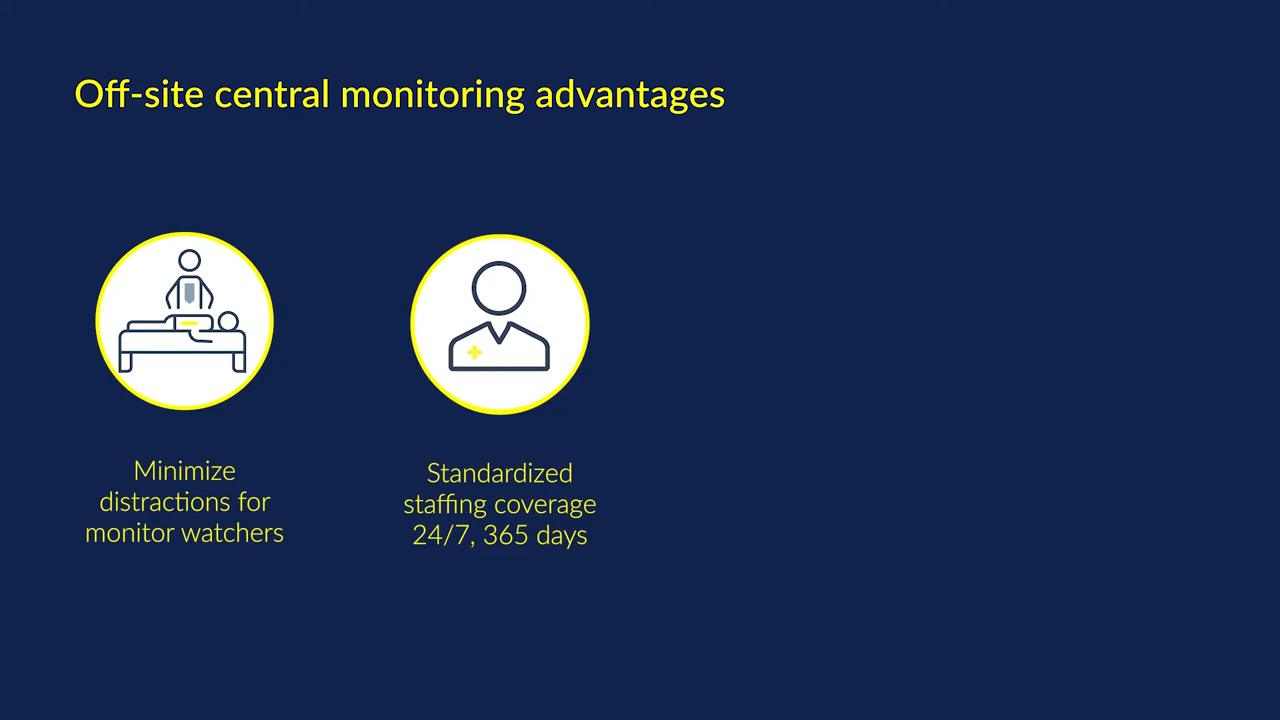 Off-site central monitoring advantages
Minimize
distractions for
monitor watchers
Standardized
staffing coverage
24/7, 365 days